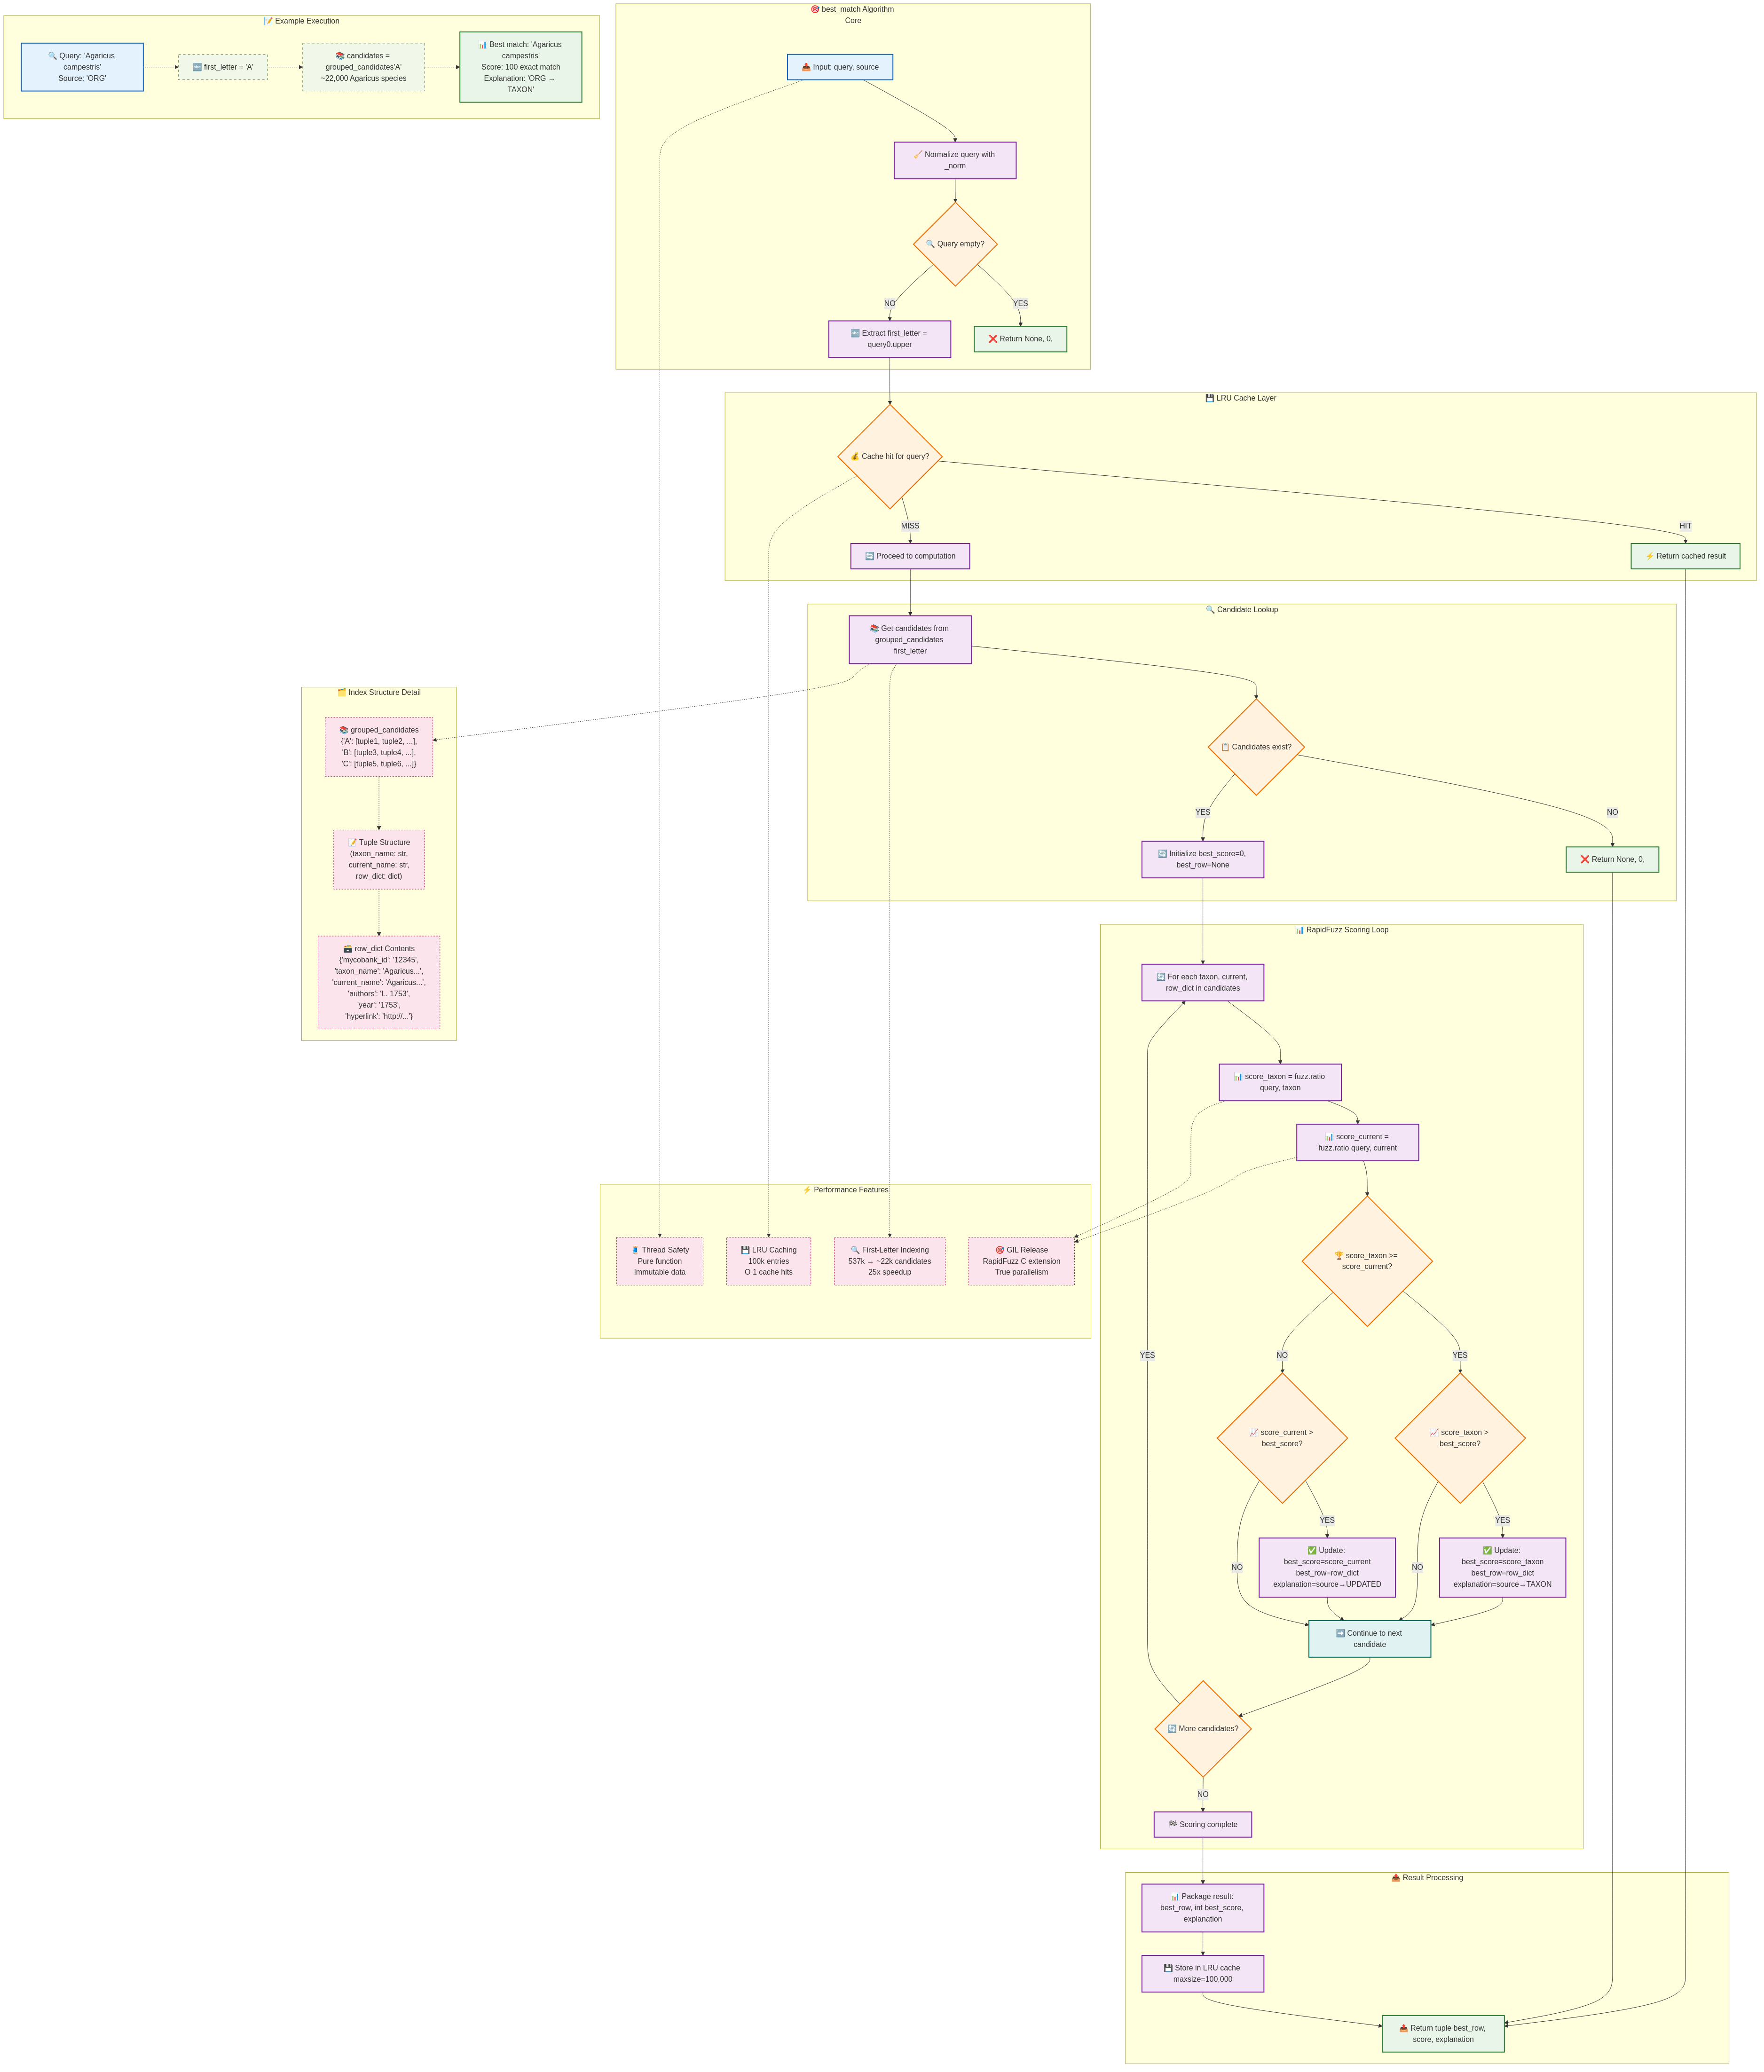 📝 Example Execution
🔍 Query: 'Agaricus
campestris'
Source: 'ORG'
🔤 first_letter = 'A'
📚 candidates =
grouped_candidates'A'
~22,000 Agaricus species
📊 Best match: 'Agaricus
campestris'
Score: 100 exact match
Explanation: 'ORG →
TAXON'
🎯 best_match Algorithm
Core
📥 Input: query, source
🧹 Normalize query with
_norm
🔍 Query empty?
NO
YES
🔤 Extract first_letter =
query0.upper
❌ Return None, 0,
💾 LRU Cache Layer
💰 Cache hit for query?
MISS
HIT
🔄 Proceed to computation
⚡ Return cached result
🔍 Candidate Lookup
📚 Get candidates from
grouped_candidates
first_letter
📋 Candidates exist?
YES
NO
🔄 Initialize best_score=0,
best_row=None
❌ Return None, 0,
🗂️ Index Structure Detail
📚 grouped_candidates
{'A': [tuple1, tuple2, ...],
'B': [tuple3, tuple4, ...],
'C': [tuple5, tuple6, ...]}
📝 Tuple Structure
(taxon_name: str,
current_name: str,
row_dict: dict)
🗃️ row_dict Contents
{'mycobank_id': '12345',
'taxon_name': 'Agaricus...',
'current_name': 'Agaricus...',
'authors': 'L. 1753',
'year': '1753',
'hyperlink': 'http://...'}
📊 RapidFuzz Scoring Loop
🔄 For each taxon, current,
row_dict in candidates
📊 score_taxon = fuzz.ratio
query, taxon
📊 score_current =
fuzz.ratio query, current
🏆 score_taxon >=
score_current?
NO
YES
📈 score_current >
best_score?
📈 score_taxon >
best_score?
YES
YES
NO
NO
✅ Update:
best_score=score_current
best_row=row_dict
explanation=source→UPDATED
✅ Update:
best_score=score_taxon
best_row=row_dict
explanation=source→TAXON
➡️ Continue to next
candidate
YES
🔄 More candidates?
NO
🏁 Scoring complete
⚡ Performance Features
🧵 Thread Safety
Pure function
Immutable data
💾 LRU Caching
100k entries
O 1 cache hits
🔍 First-Letter Indexing
537k → ~22k candidates
25x speedup
🎯 GIL Release
RapidFuzz C extension
True parallelism
📤 Result Processing
📊 Package result:
best_row, int best_score,
explanation
💾 Store in LRU cache
maxsize=100,000
📤 Return tuple best_row,
score, explanation